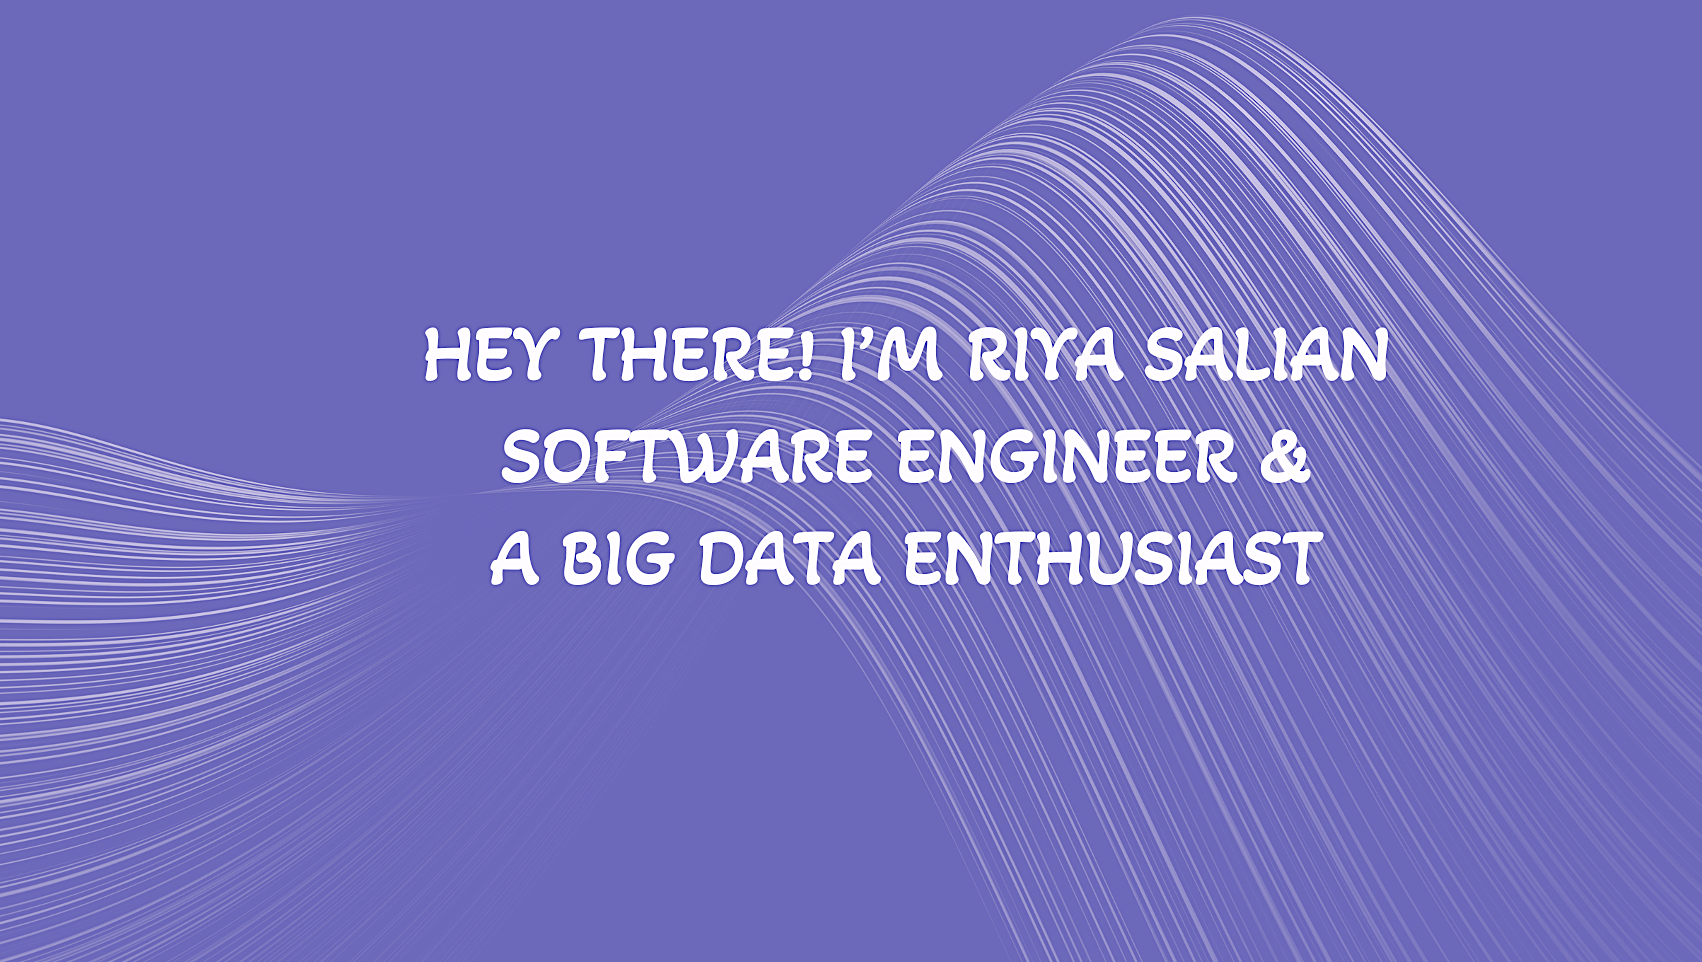 HEY THERE! I’M RIYA SALIAN
SOFTWARE ENGINEER &
A BIG DATA ENTHUSIAST